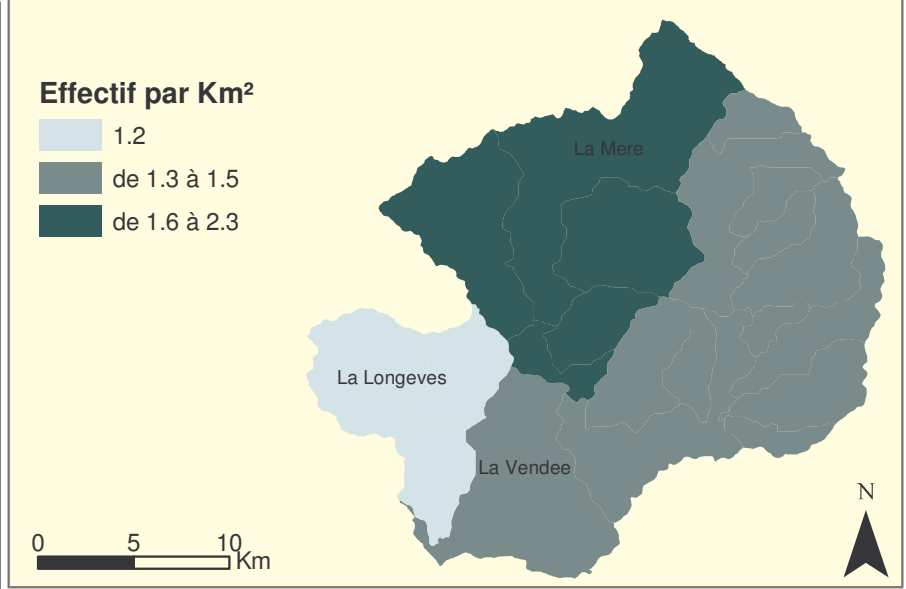 Effectif par Km²
1.2
de 1.3 à 1.5
de 1.6 à 2.3
La Mere
La Longeves
La Vendee
N
0 5 10
Km